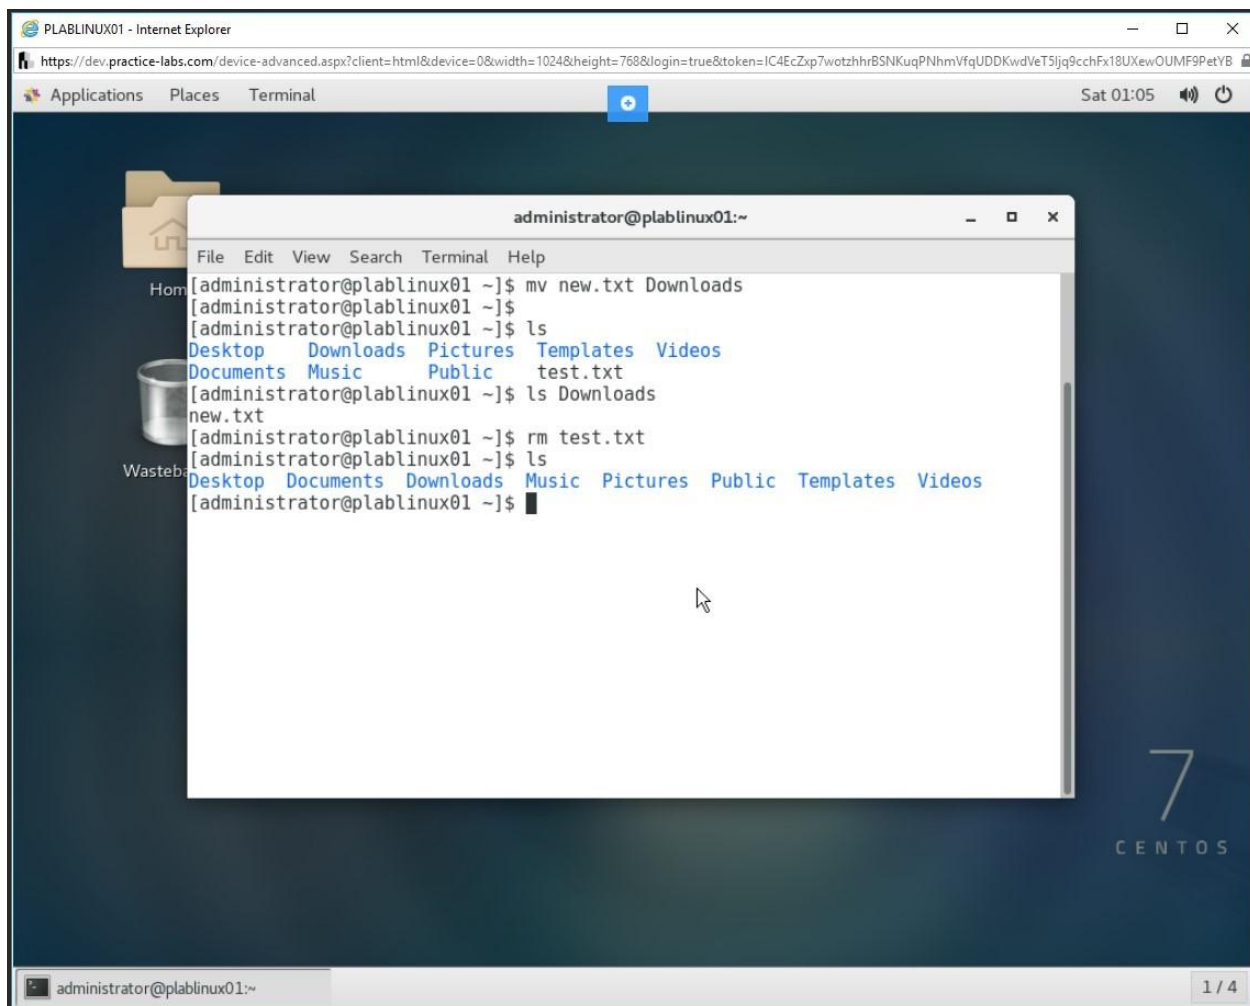 PLABLINUX01 - Internet Explorer
https://dev.practice-labs.com/device-advanced.aspx?client=html&device=0&width=1024&height=768&login=true&token=
Applications Places Terminal
Sat 01:05
administrator@plablinux01:~
File Edit View Search Terminal Help
Hom
[administrator@plablinux01 ~]$ mv new.txt Downloads
[administrator@plablinux01 ~]$
[administrator@plablinux01 ~]$ ls
Desktop Downloads Pictures Templates Videos
Documents Music Public test.txt
[administrator@plablinux01 ~]$ ls Downloads
new.txt
[administrator@plablinux01 ~]$ rm test.txt
[administrator@plablinux01 ~]$ ls
Wasteba
Desktop Documents Downloads Music Pictures Public Templates Videos
[administrator@plablinux01 ~]$
7
CENTOS
administrator@plablinux01:~
1 / 4